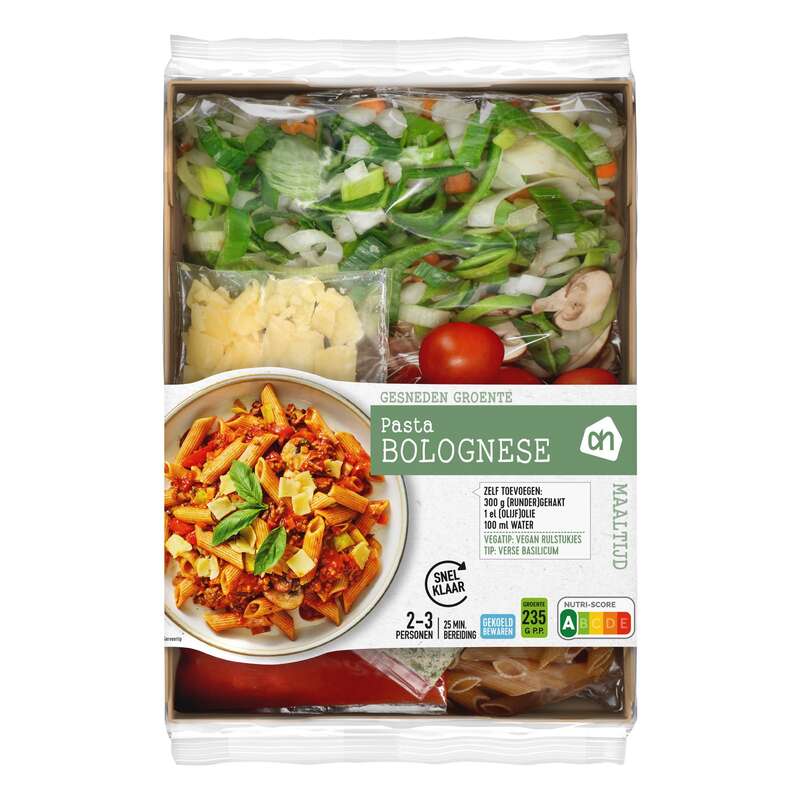 GESNEDEN GROENTE
Pasta
BOLOGNESE
ah
MAALTIJD
ZELF TOEVOEGEN:
300 g (RUNDER)GEHAKT
1 el (OLIJF)OLIE
100 ml WATER
VEGATIP: VEGAN RULSTUKJES
TIP: VERSE BASILICUM
SNEL
KLAAR
2-3
PERSONEN
25 MIN.
BEREIDING
GEKOELD
BEWAREN
GROENTE
235
G P.P.
NUTRI-SCORE
A B C D E